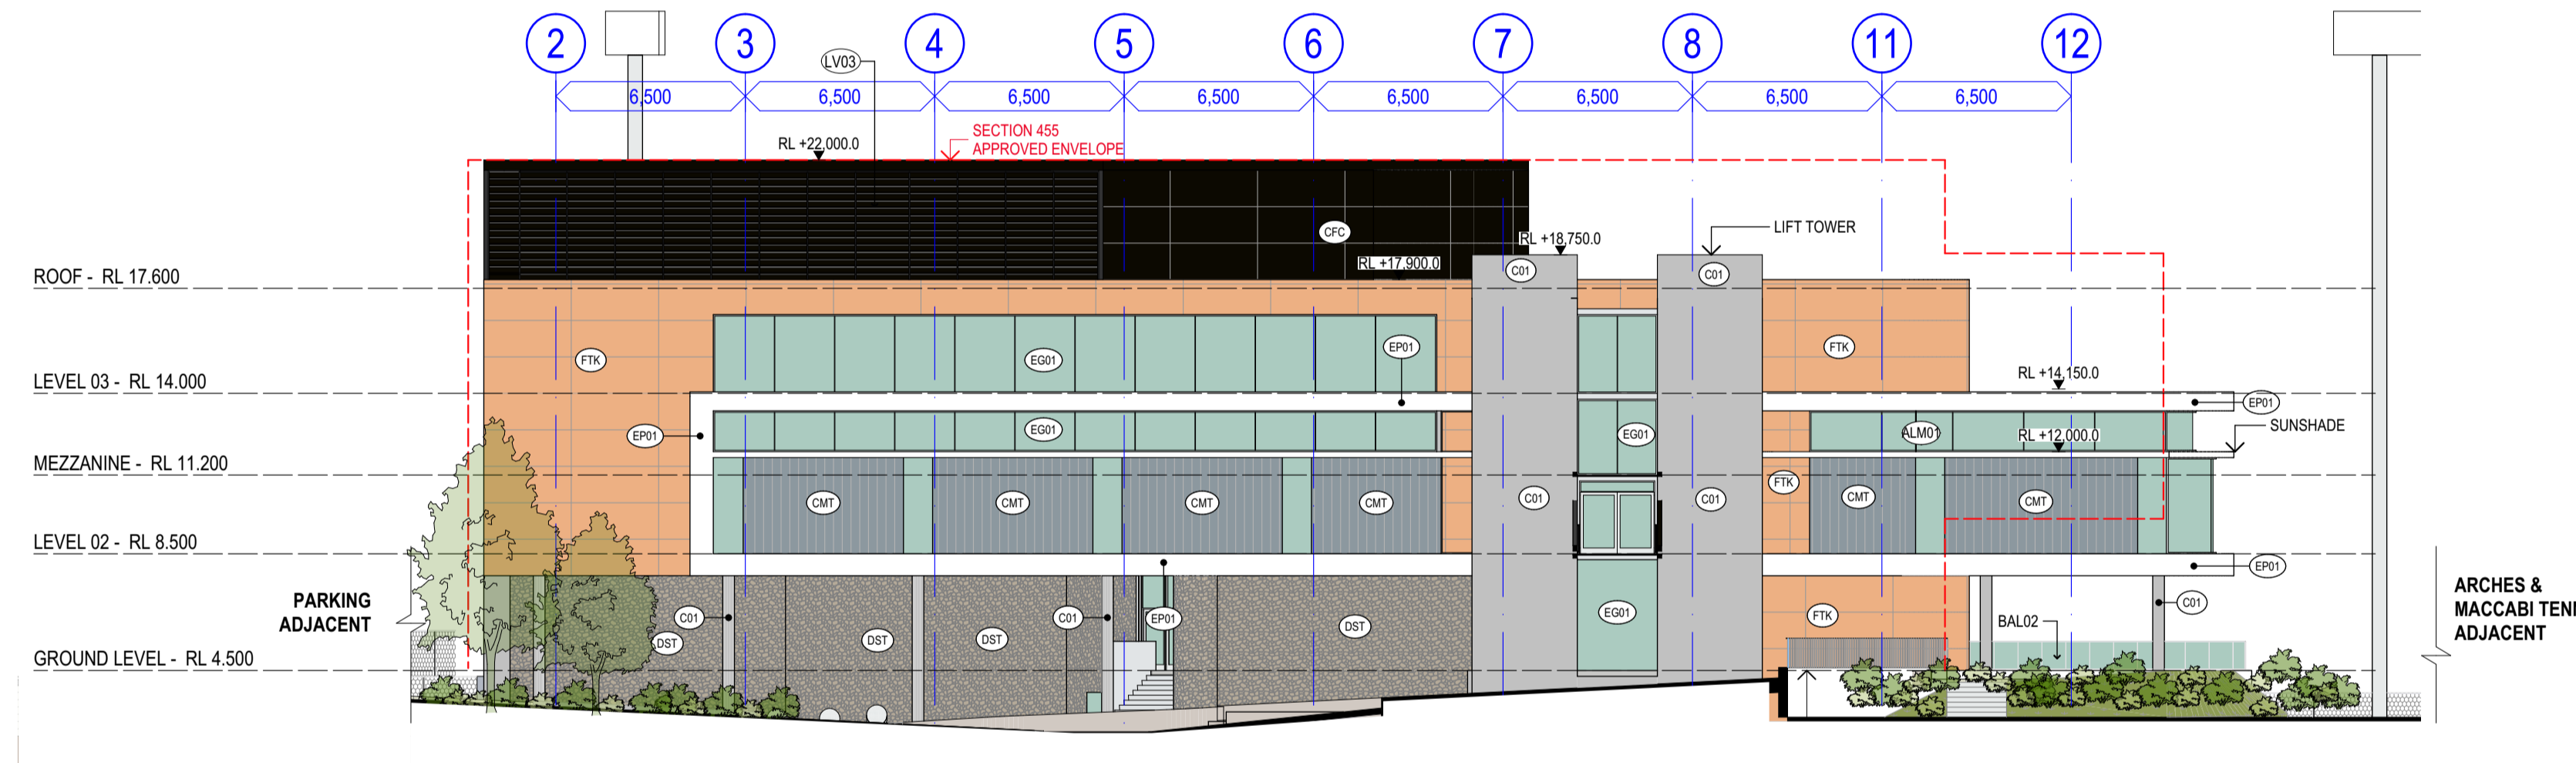 2 3 4 5 6 7 8 11 12
LV03
6,500 6,500 6,500 6,500 6,500 6,500 6,500 6,500
SECTION 455
APPROVED ENVELOPE
RL +22,000.0
CFC
LIFT TOWER
RL +18,750.0
RL +17,900.0
C01
C01
ROOF - RL 17.600
FTK
EG01
EP01
FTK
RL +14,150.0
LEVEL 03 - RL 14.000
EP01
EP01
EG01
EG01
ALM01
RL +12,000.0
SUNSHADE
MEZZANINE - RL 11.200
CMT
CMT
CMT
CMT
C01
C01
FTK
CMT
CMT
LEVEL 02 - RL 8.500
EP01
PARKING
ADJACENT
C01
DST
DST
DST
C01
EP01
DST
EG01
FTK
BAL02
C01
ARCHES &
MACCABI
ADJACENT
GROUND LEVEL - RL 4.500